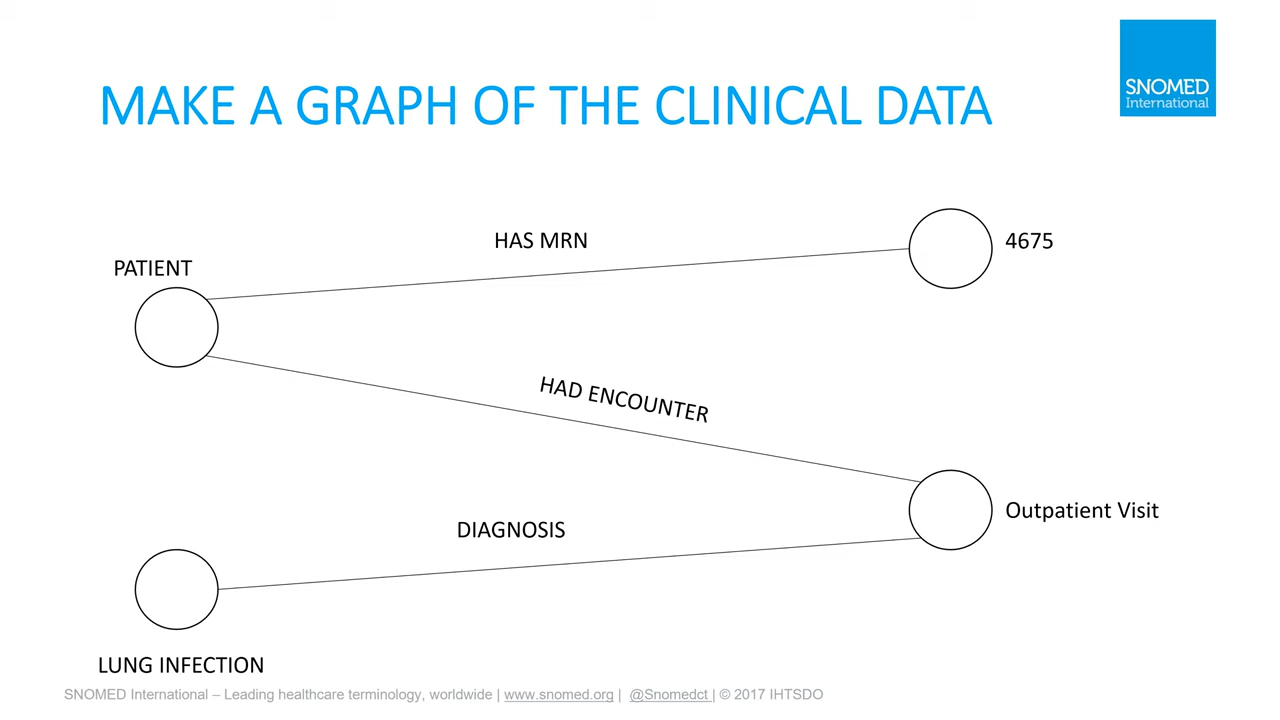 MAKE A GRAPH OF THE CLINICAL DATA
SNOMED
International
HAS MRN
4675
PATIENT
HAD ENCOUNTER
Outpatient Visit
DIAGNOSIS
LUNG INFECTION
SNOMED International – Leading healthcare terminology, worldwide | www.snomed.org | @Snomedct | © 2017 IHTSDO